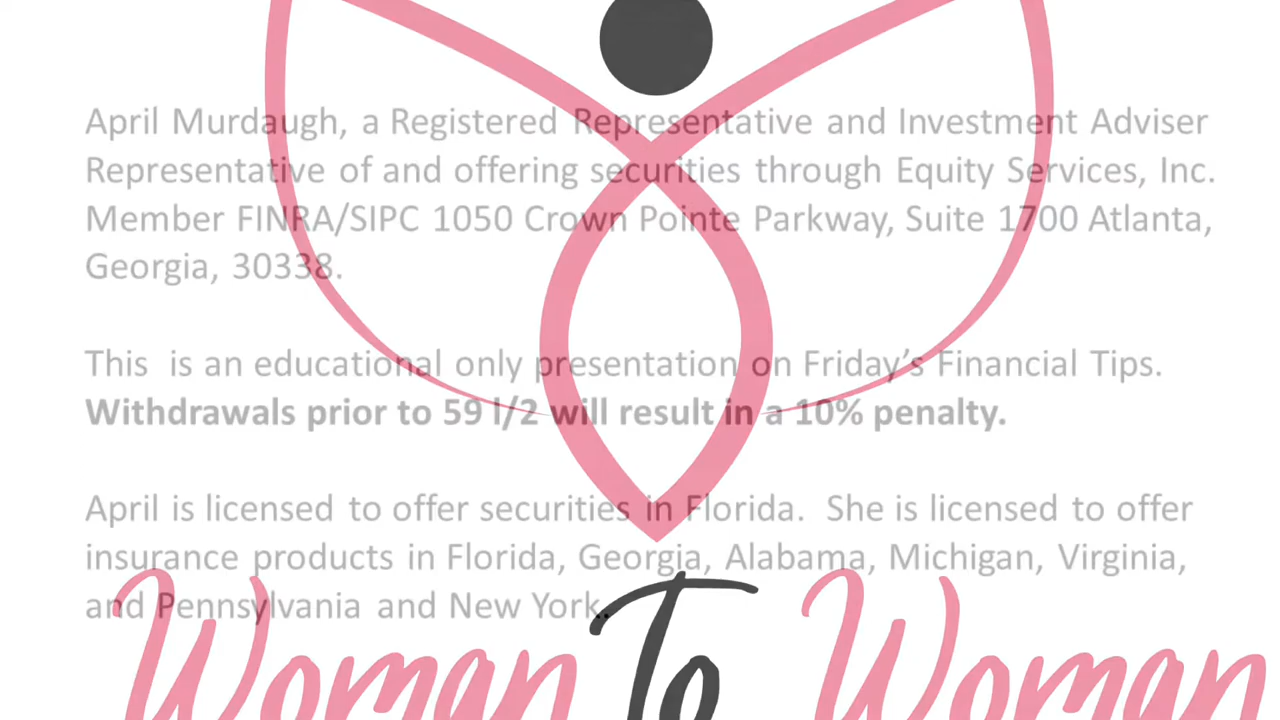 April Murdaugh, a Registered Representative and Investment Adviser
Representative of and offering securities through Equity Services, Inc.
Member FINRA/SIPC 1050 Crown Pointe Parkway, Suite 1700 Atlanta,
Georgia, 30338.
This is an educational only presentation on Friday’s Financial Tips.
Withdrawals prior to 59 l/2 will result in a 10% penalty.
April is licensed to offer securities in Florida. She is licensed to offer
insurance products in Florida, Georgia, Alabama, Michigan, Virginia,
and Pennsylvania and New York..
Woman To Woman